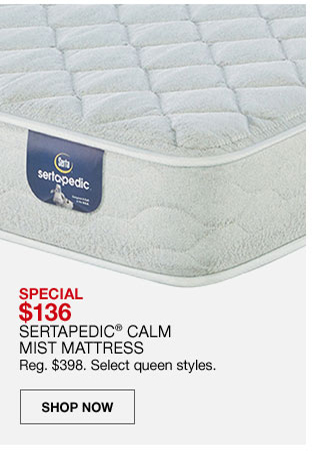 Serta
sertapedic
SPECIAL
$136
SERTAPEDIC® CALM
MIST MATTRESS
Reg. $398. Select queen styles.
SHOP NOW